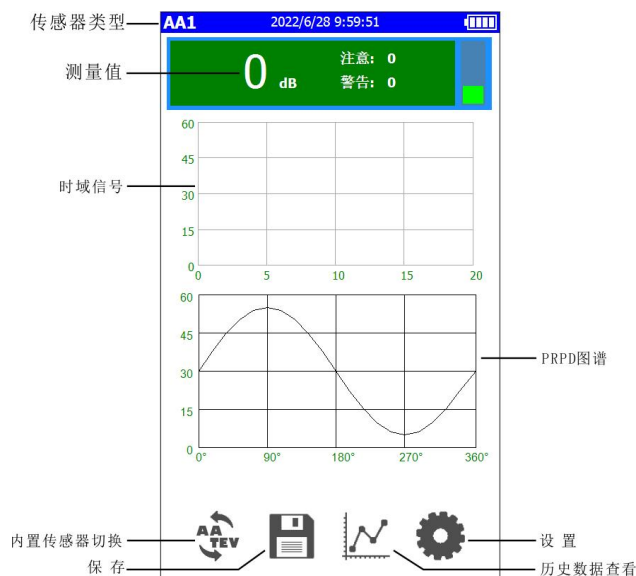 传感器类型
AA1 2022/6/28 9:59:51
测量值
0 dB
注意: 0
警告: 0
时域信号
60
45
30
15
0
0 5 10 15 20
60
45
30
15
0
0° 90° 180° 270° 360°
PRPD图谱
AA
TEV
内置传感器切换
设 置
保 存
历史数据查看